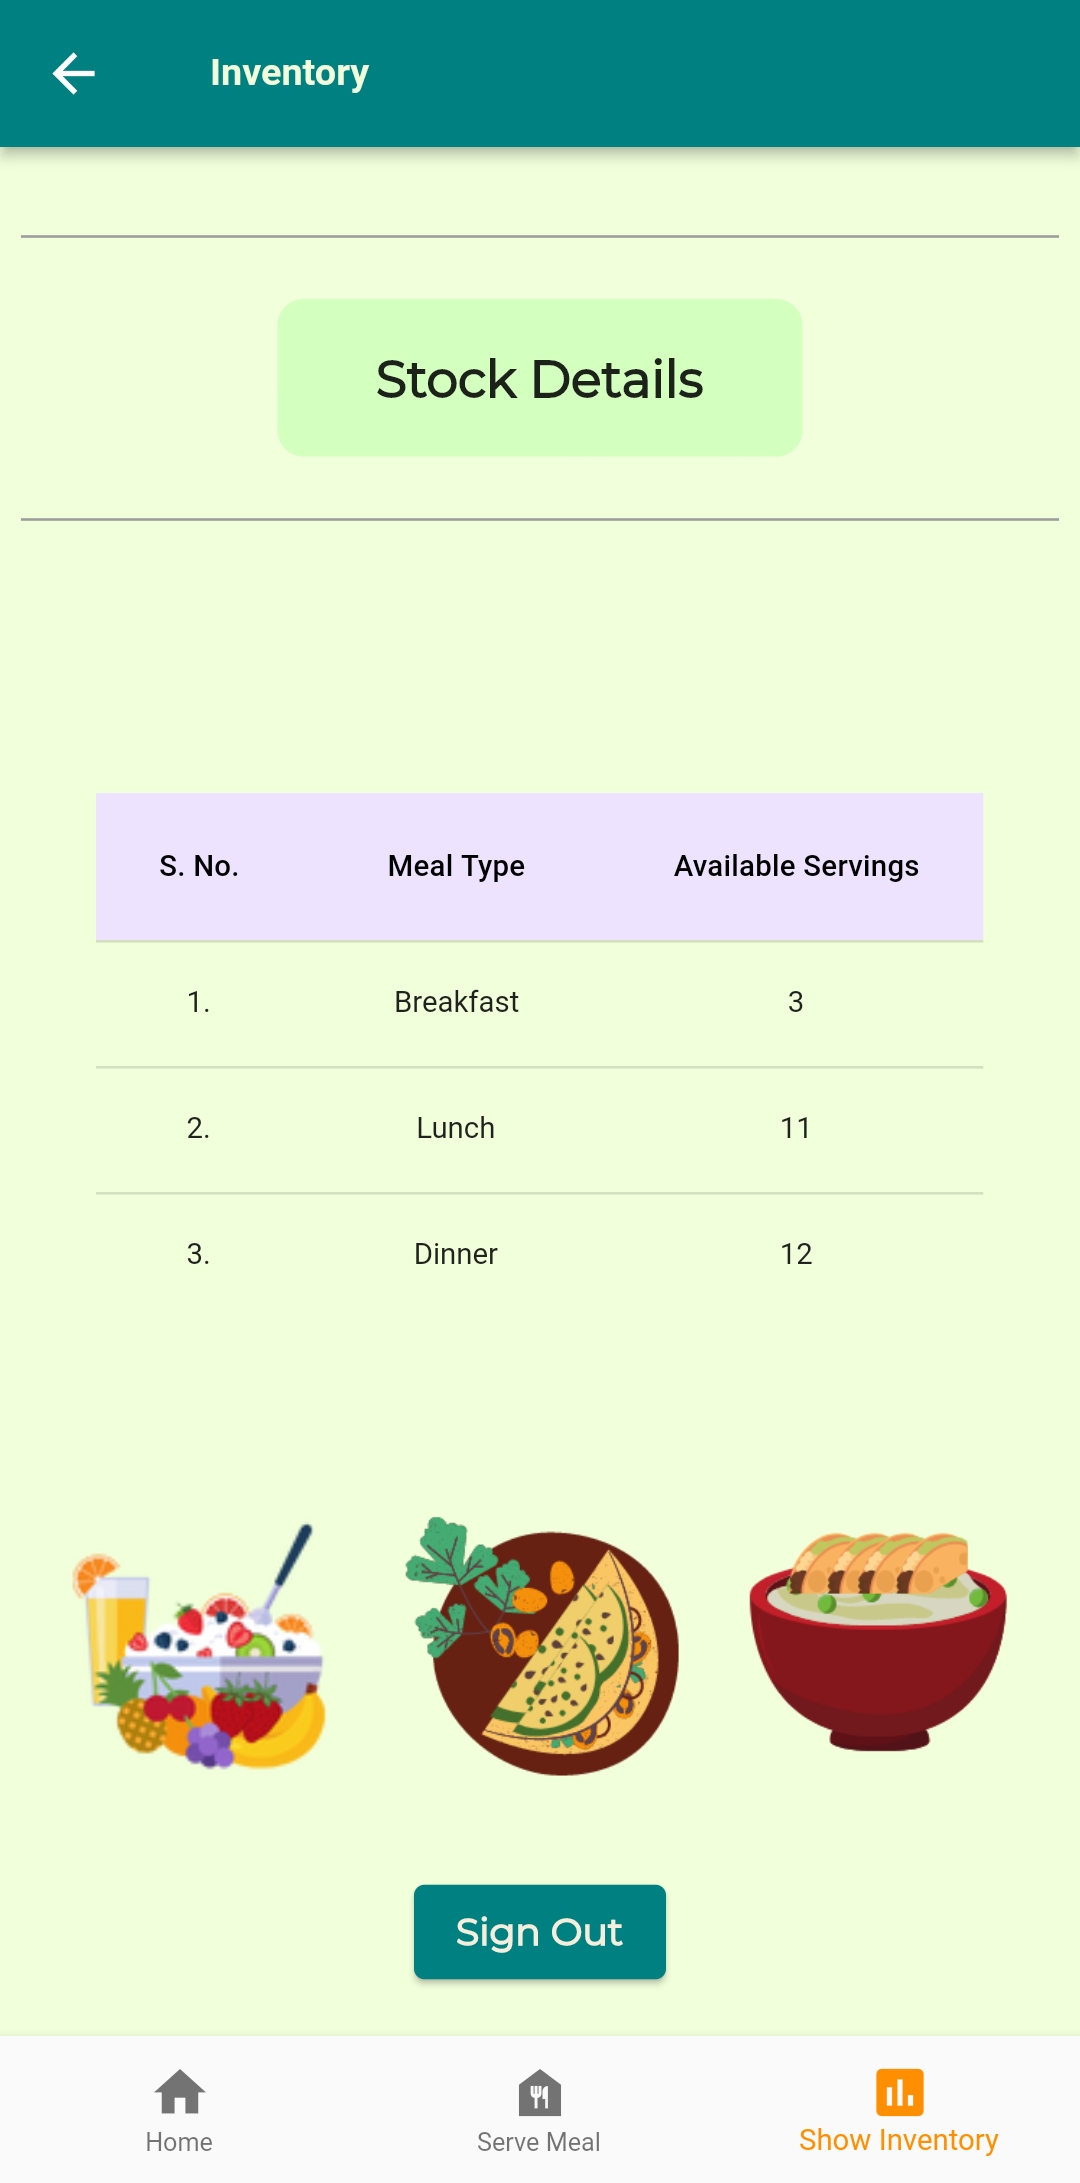 Inventory
Stock Details
S. No. Meal Type Available Servings
1. Breakfast 3
2. Lunch 11
3. Dinner 12
Sign Out
Home Serve Meal Show Inventory